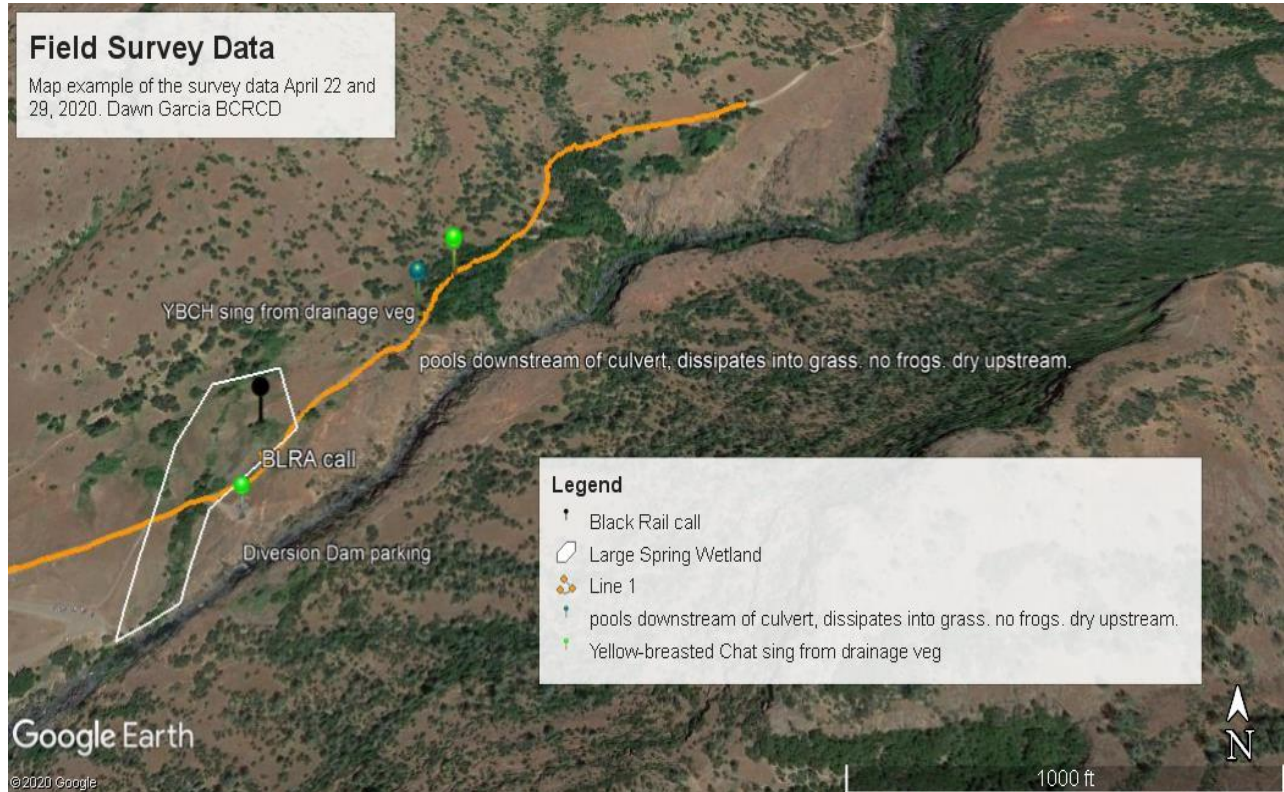 Field Survey Data
Map example of the survey data April 22 and
29, 2020. Dawn Garcia BCRCD
YBCH sing from drainage veg
pools downstream of culvert, dissipates into grass. no frogs. dry upstream.
BLRA call
Diversion Dam parking
Legend
Black Rail call
Large Spring Wetland
Line 1
pools downstream of culvert, dissipates into grass. no frogs. dry upstream.
Yellow-breasted Chat sing from drainage veg
Google Earth
©2020 Google
N
1000 ft